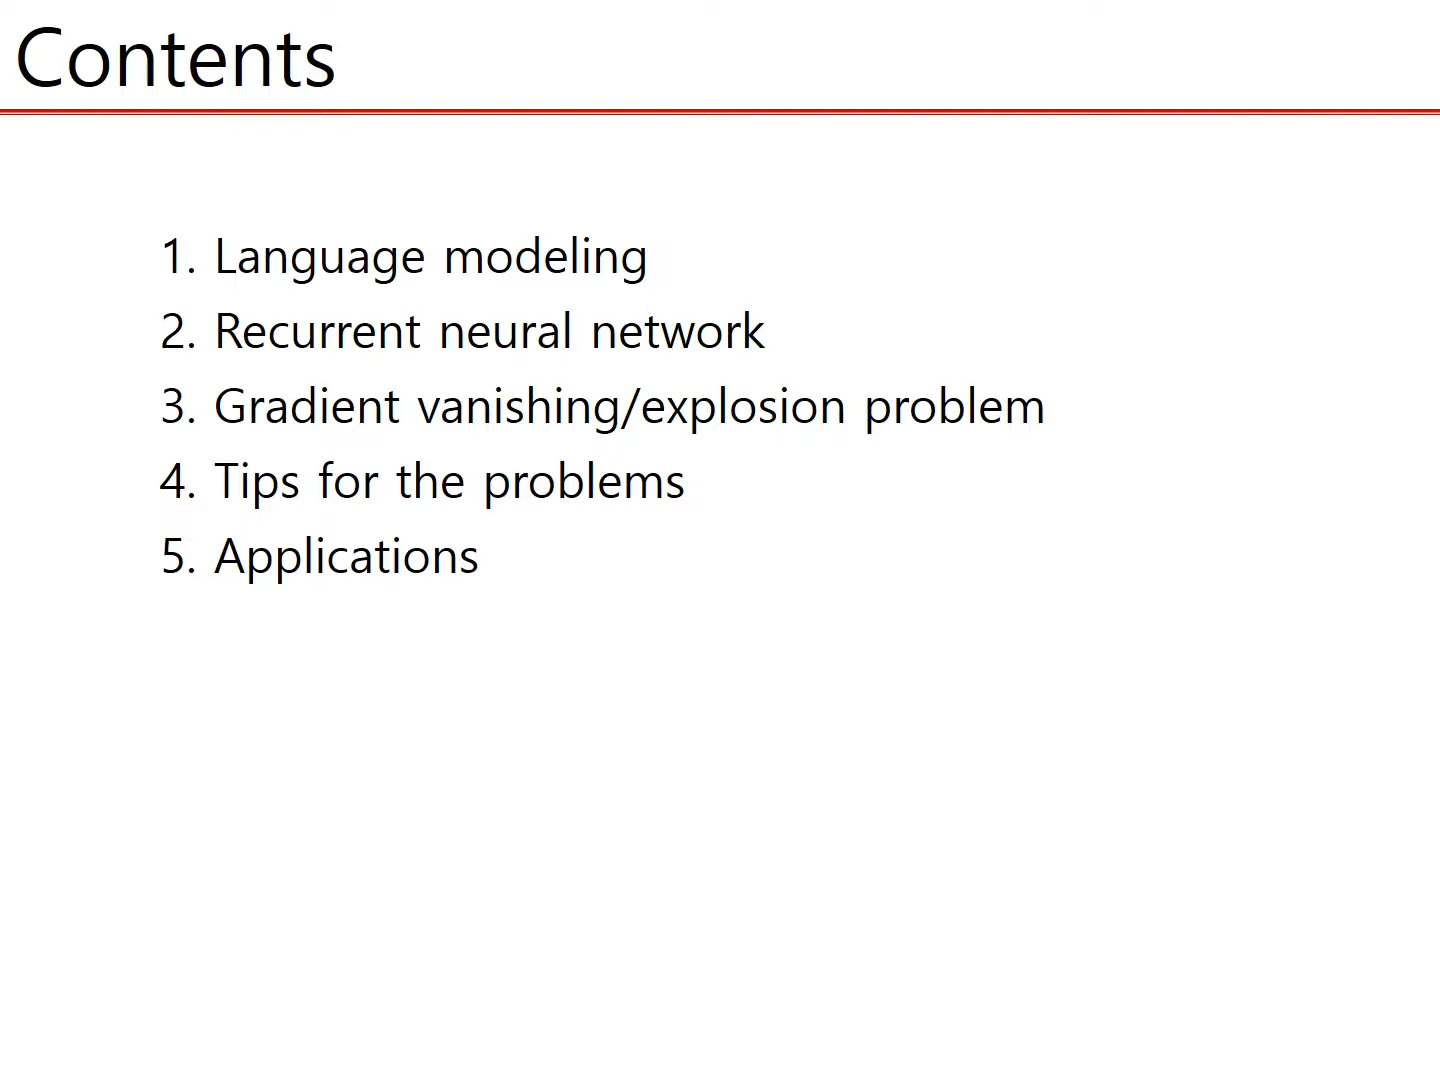 Contents
1. Language modeling
2. Recurrent neural network
3. Gradient vanishing/explosion problem
4. Tips for the problems
5. Applications